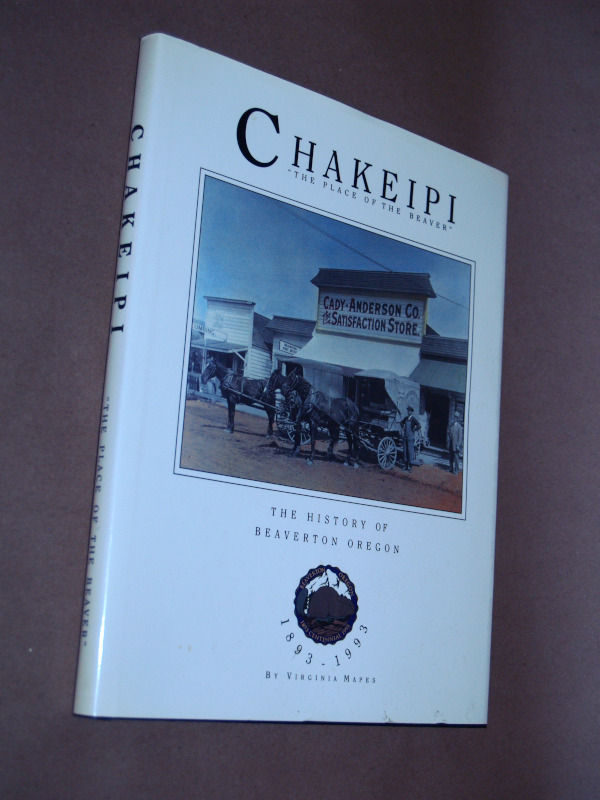 CHAKEIPI
"THE PLACE OF THE BEAVER"
CADY-ANDERSON CO.
The SATISFACTION STORE.
THE HISTORY OF
BEAVERTON OREGON
1893-1993
BY VIRGINIA MAPES
CHAKEIPI
"THE PLACE OF THE BEAVER"